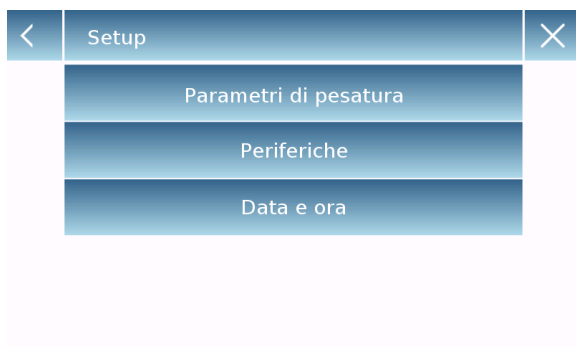 Setup
Parametri di pesatura
Periferiche
Data e ora